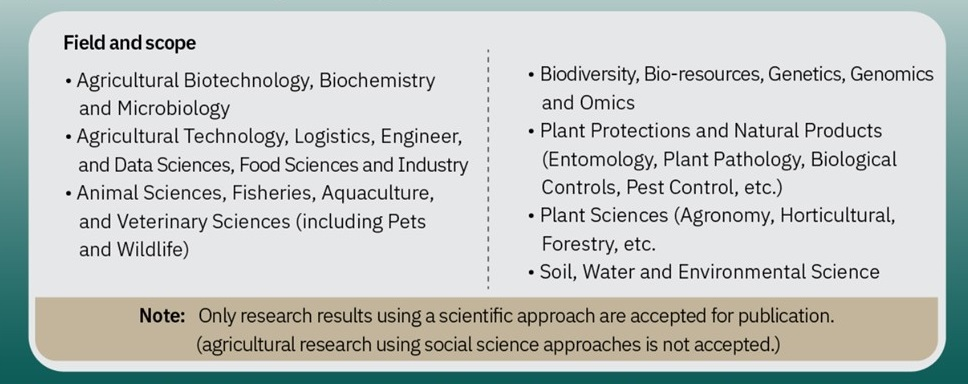 Field and scope
• Agricultural Biotechnology, Biochemistry
and Microbiology
• Agricultural Technology, Logistics, Engineer,
and Data Sciences, Food Sciences and Industry
• Animal Sciences, Fisheries, Aquaculture,
and Veterinary Sciences (including Pets
and Wildlife)
• Biodiversity, Bio-resources, Genetics, Genomics
and Omics
• Plant Protections and Natural Products
(Entomology, Plant Pathology, Biological
Controls, Pest Control, etc.)
• Plant Sciences (Agronomy, Horticultural,
Forestry, etc.
• Soil, Water and Environmental Science
Note: Only research results using a scientific approach are accepted for publication.
(agricultural research using social science approaches is not accepted.)